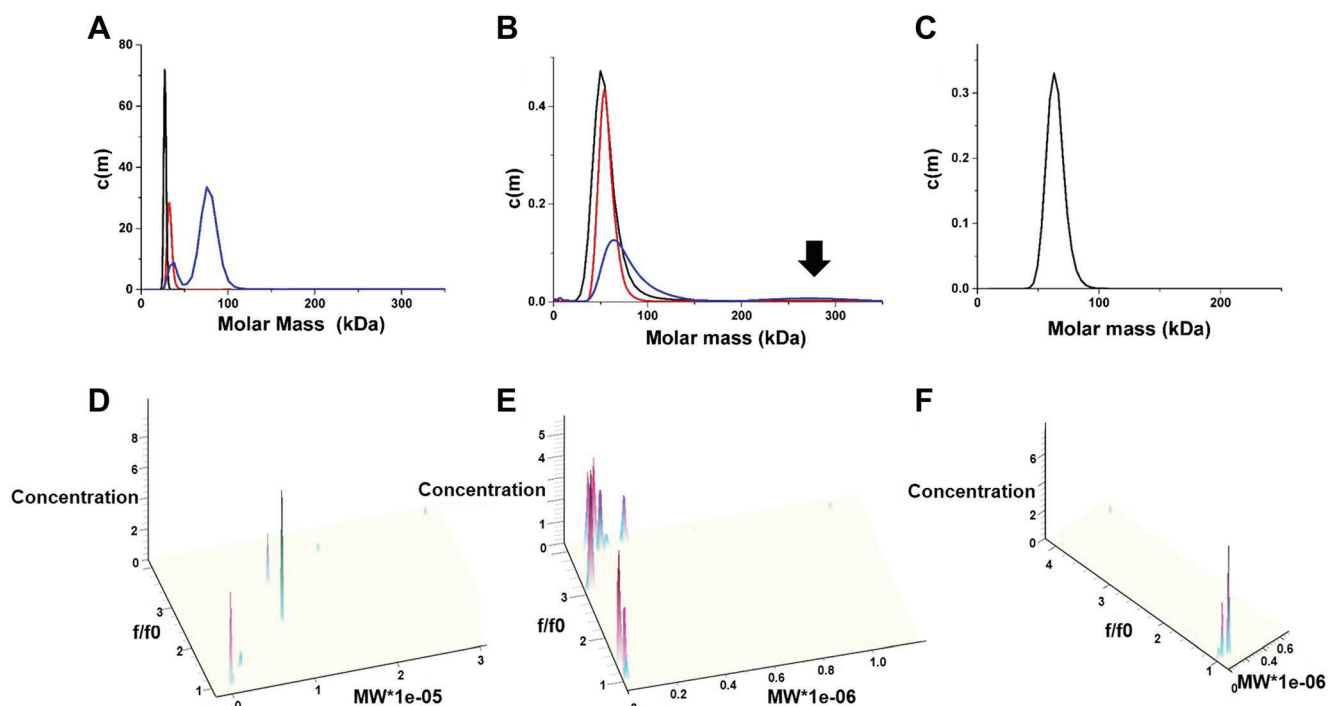 A
80
60
40
20
0
c(m)
0 100 200 300
Molar Mass (kDa)
B
0.4
0.2
0.0
c(m)
0 100 200 300
Molar mass (kDa)
C
0.3
0.2
0.1
0.0
c(m)
0 100 200
Molar mass (kDa)
D
8
6
4
2
0
Concentration
3
2
1
f/f0
0 1 2 3
MW*1e-05
E
5
4
3
2
1
0
Concentration
3
2
1
f/f0
0.2 0.4 0.6 0.8 1.0
MW*1e-06
F
6
4
2
0
Concentration
4
3
2
1
f/f0
0 0.4 0.6
MW*1e-06